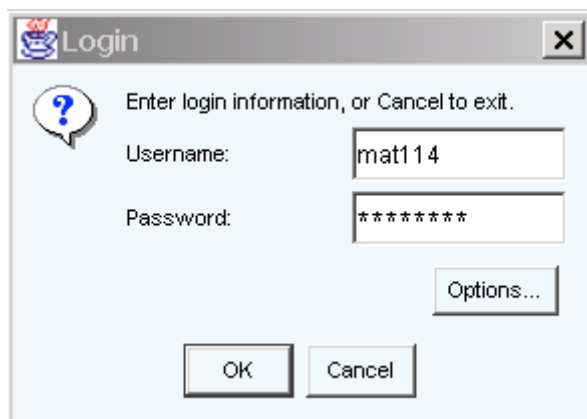 Login
Enter login information, or Cancel to exit.
Username: mat114
Password: ********
Options...
OK Cancel